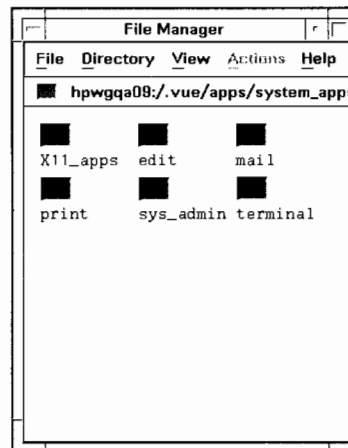 File Manager
File Directory View Actions Help
hpwgqa09:/.vue/apps/system_apps
X11_apps edit mail
print sys_admin terminal